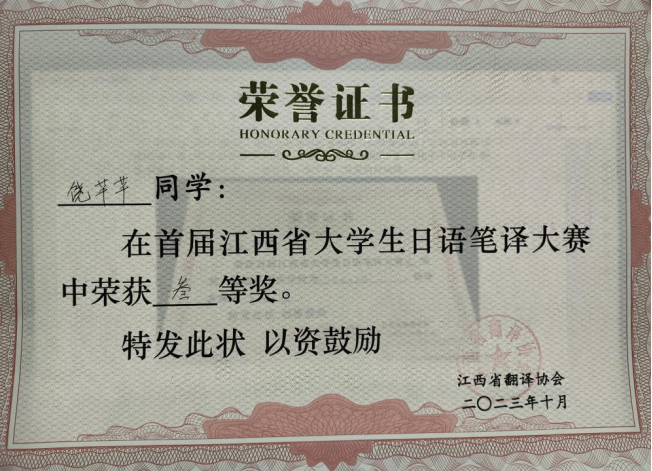 荣誉证书
HONORARY CREDENTIAL
饶芊芊同学:
在首届江西省大学生日语笔译大赛
中荣获叁等奖。
特发此状 以资鼓励
江西省翻译协会
二〇二三年十月